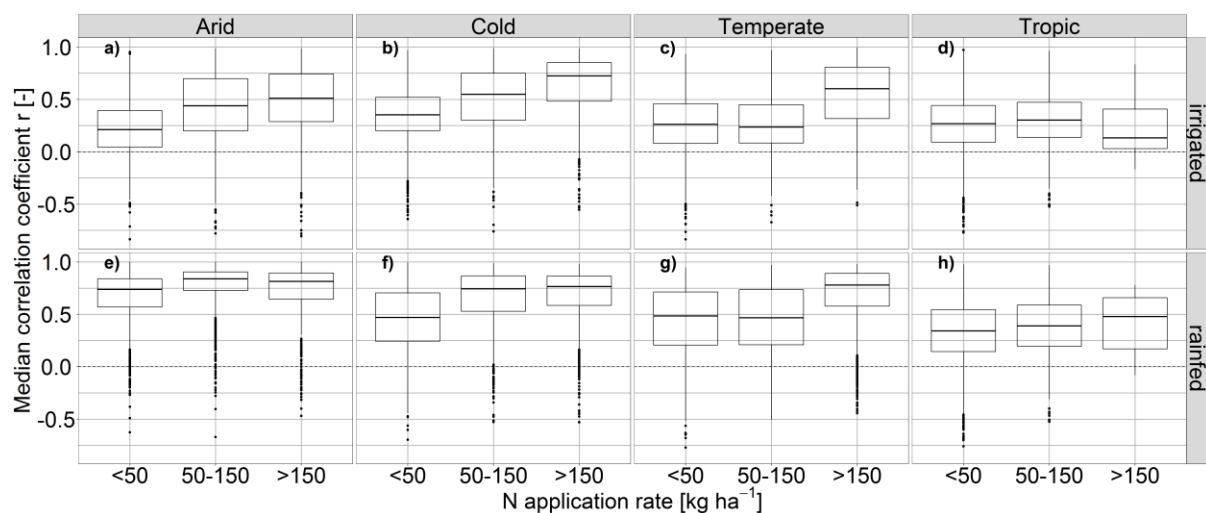 Arid Cold Temperate Tropic
a) b) c) d)
1.0
0.5
0.0
-0.5
irrigated
e) f) g) h)
1.0
0.5
0.0
-0.5
rainfed
Median correlation coefficient r [-]
<50 50-150 >150 <50 50-150 >150 <50 50-150 >150 <50 50-150 >150
N application rate [kg ha⁻¹]